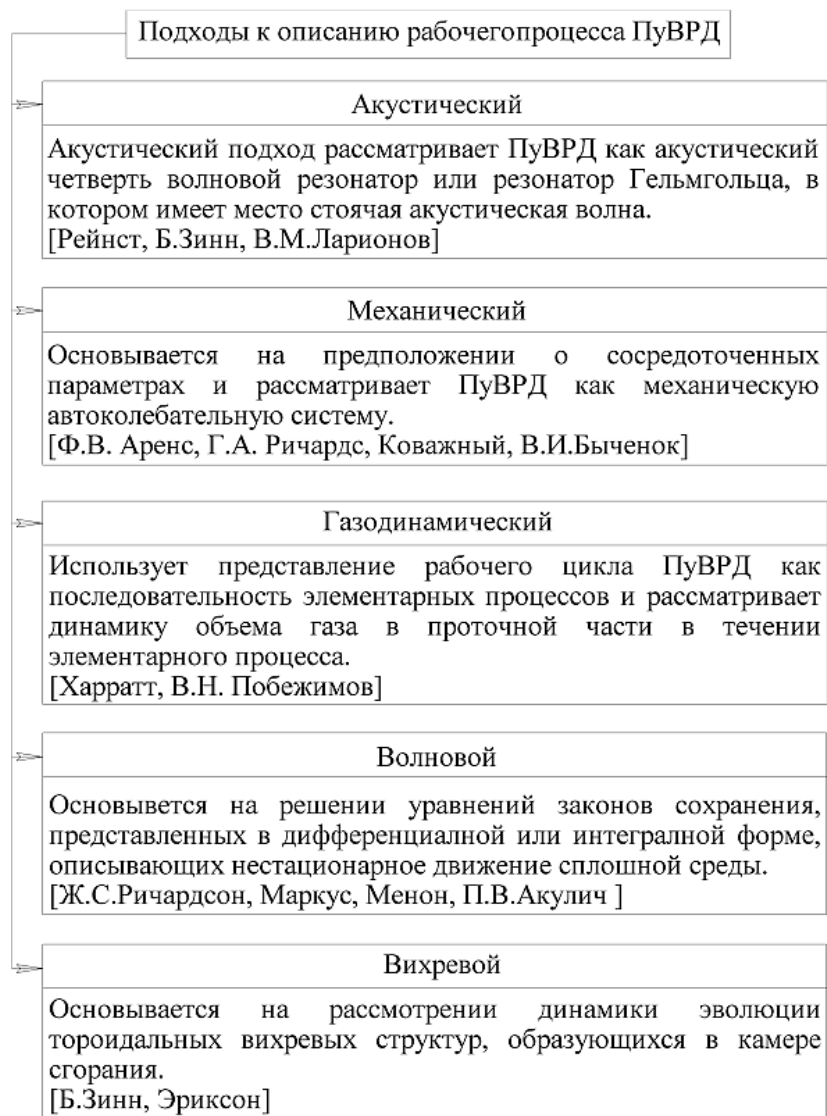 Подходы к описанию рабочегопроцесса ПуВРД
Акустический
Акустический подход рассматривает ПуВРД как акустический
четверть волновой резонатор или резонатор Гельмгольца, в
котором имеет место стоячая акустическая волна.
[Рейнст, Б.Зинн, В.М.Ларионов]
Механический
Основывается на предположении о сосредоточенных
параметрах и рассматривает ПуВРД как механическую
автоколебательную систему.
[Ф.В. Аренс, Г.А. Ричардс, Коважный, В.И.Быченок]
Газодинамический
Использует представление рабочего цикла ПуВРД как
последовательность элементарных процессов и рассматривает
динамику объема газа в проточной части в течении
элементарного процесса.
[Харратт, В.Н. Побежимов]
Волновой
Основывется на решении уравнений законов сохранения,
представленных в дифференциалной или интегралной форме,
описывающих нестационарное движение сплошной среды.
[Ж.С.Ричардсон, Маркус, Менон, П.В.Акулич ]
Вихревой
Основывается на рассмотрении динамики эволюции
тороидальных вихревых структур, образующихся в камере
сгорания.
[Б.Зинн, Эриксон]